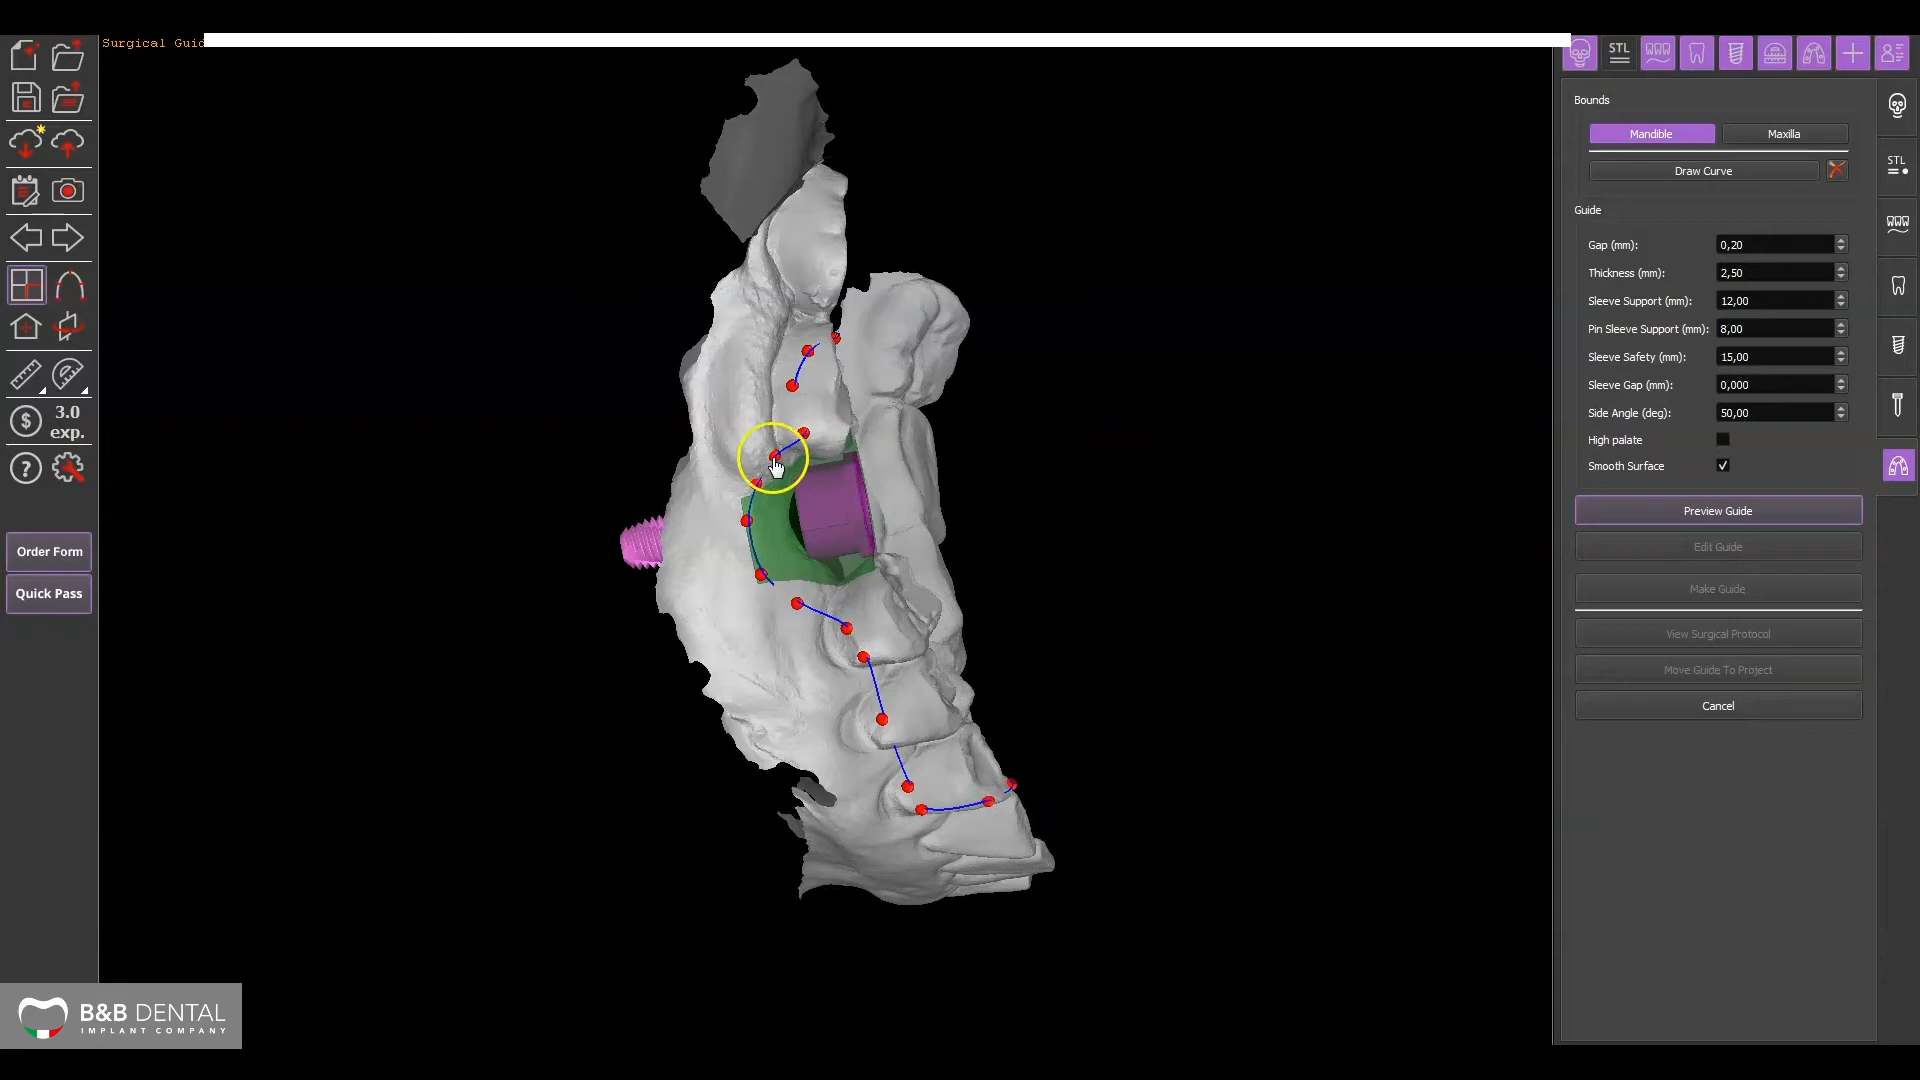 Surgical Guid
STL
Bounds
Mandible
Maxilla
Draw Curve
STL
Guide
Gap (mm):
0,20
Thickness (mm):
2,50
Sleeve Support (mm):
12,00
Pin Sleeve Support (mm):
8,00
Sleeve Safety (mm):
15,00
Sleeve Gap (mm):
0,000
Side Angle (deg):
50,00
High palate
Smooth Surface
Preview Guide
Edit Guide
Make Guide
View Surgical Protocol
Move Guide To Project
Cancel
$
3.0
exp.
?
Order Form
Quick Pass
B&B DENTAL
IMPLANT COMPANY